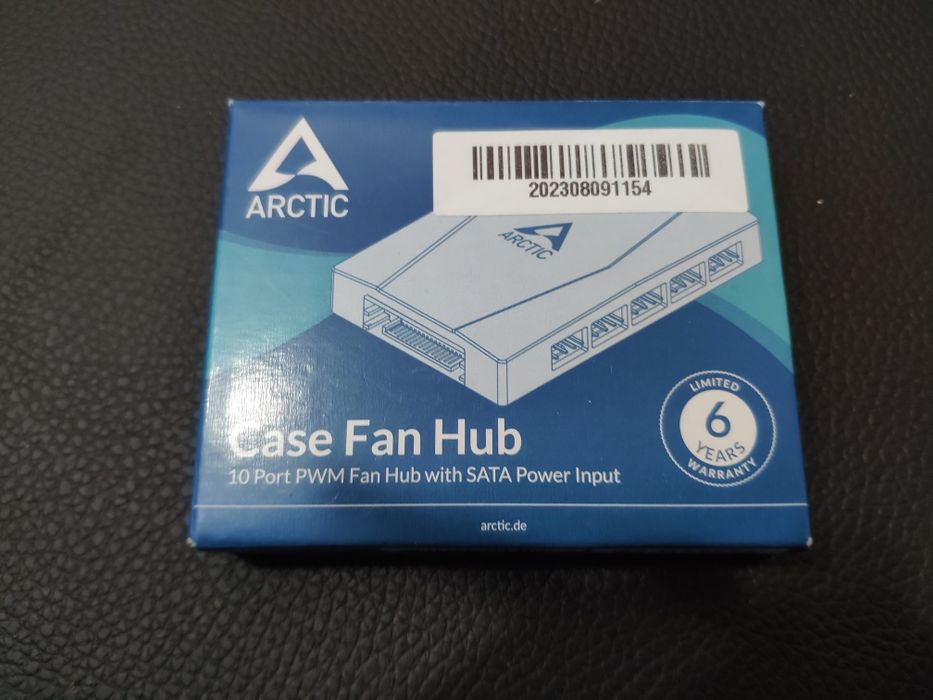 ARCTIC
202308091154
ARCTIC
Case Fan Hub
10 Port PWM Fan Hub with SATA Power Input
LIMITED
6
YEARS
WARRANTY
arctic.de